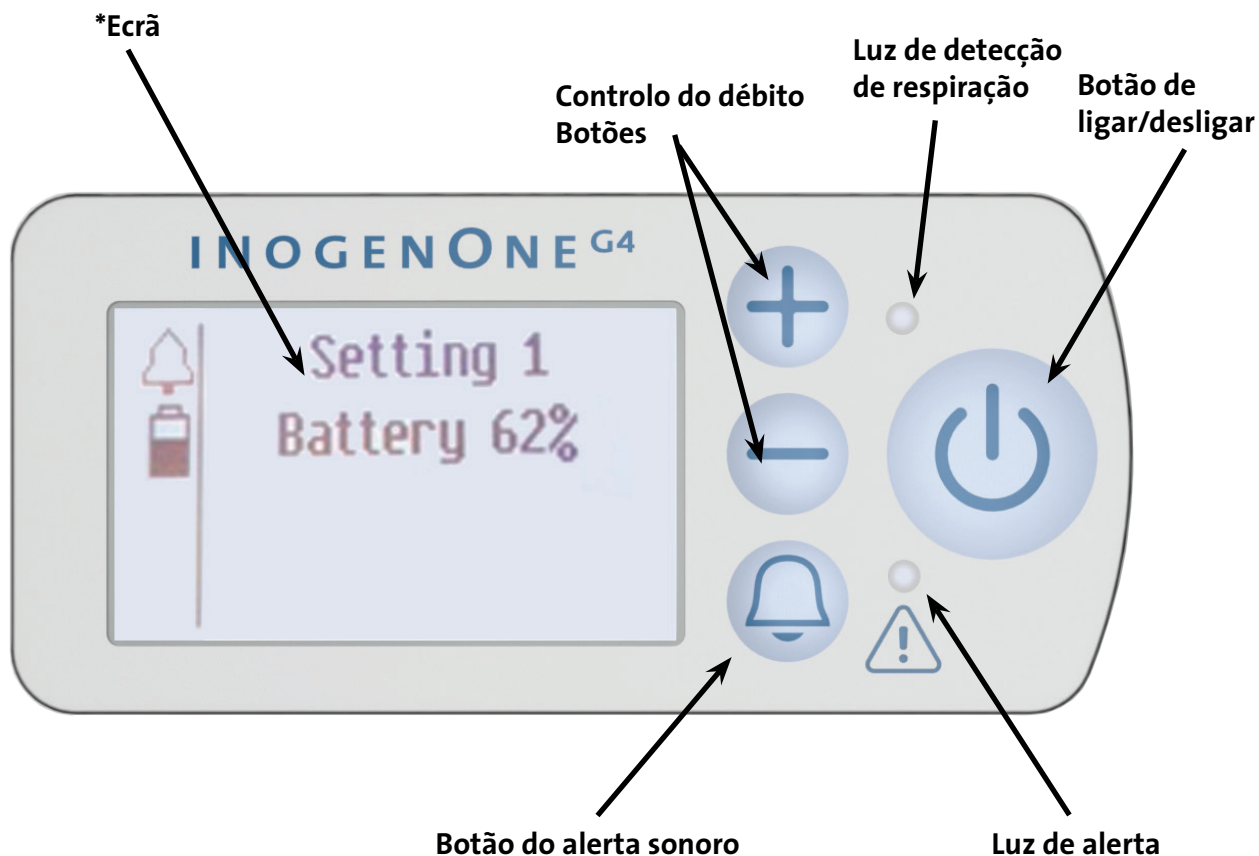 *Ecrã
Luz de detecção
de respiração
Controlo do débito
Botões
Botão de
ligar/desligar
INOGENONE G4
Setting 1
Battery 62%
Botão do alerta sonoro
Luz de alerta